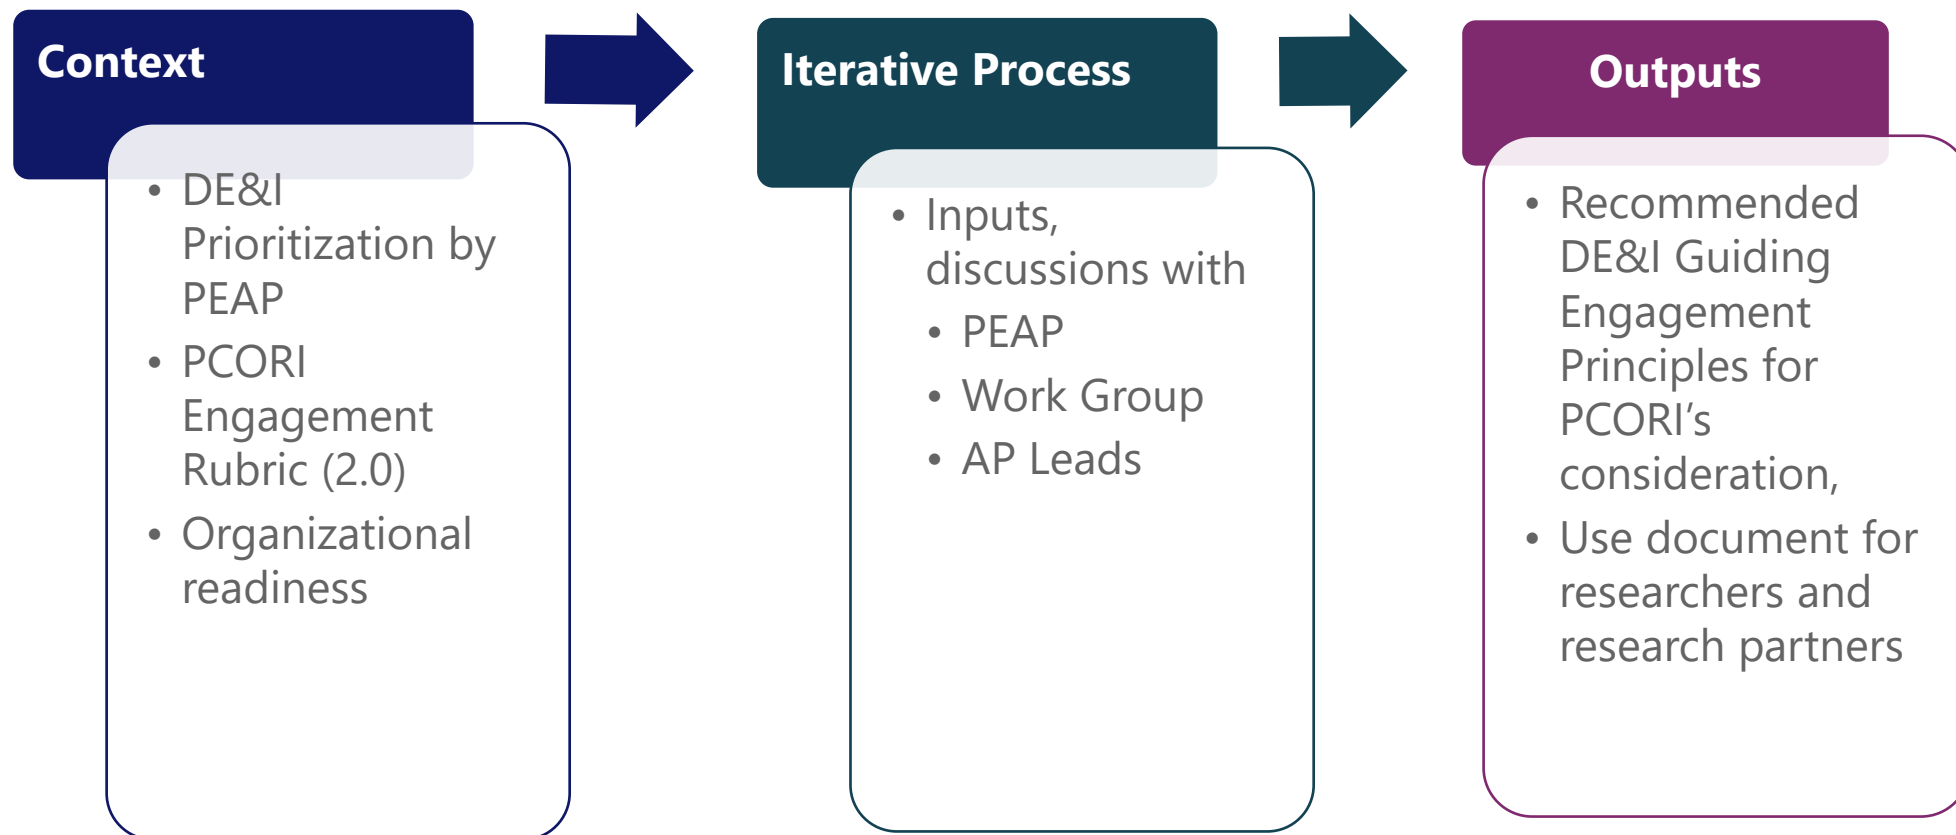 Context
• DE&I
Prioritization by
PEAP
• PCORI
Engagement
Rubric (2.0)
• Organizational
readiness
Iterative Process
• Inputs,
discussions with
• PEAP
• Work Group
• AP Leads
Outputs
• Recommended
DE&I Guiding
Engagement
Principles for
PCORI’s
consideration,
• Use document for
researchers and
research partners